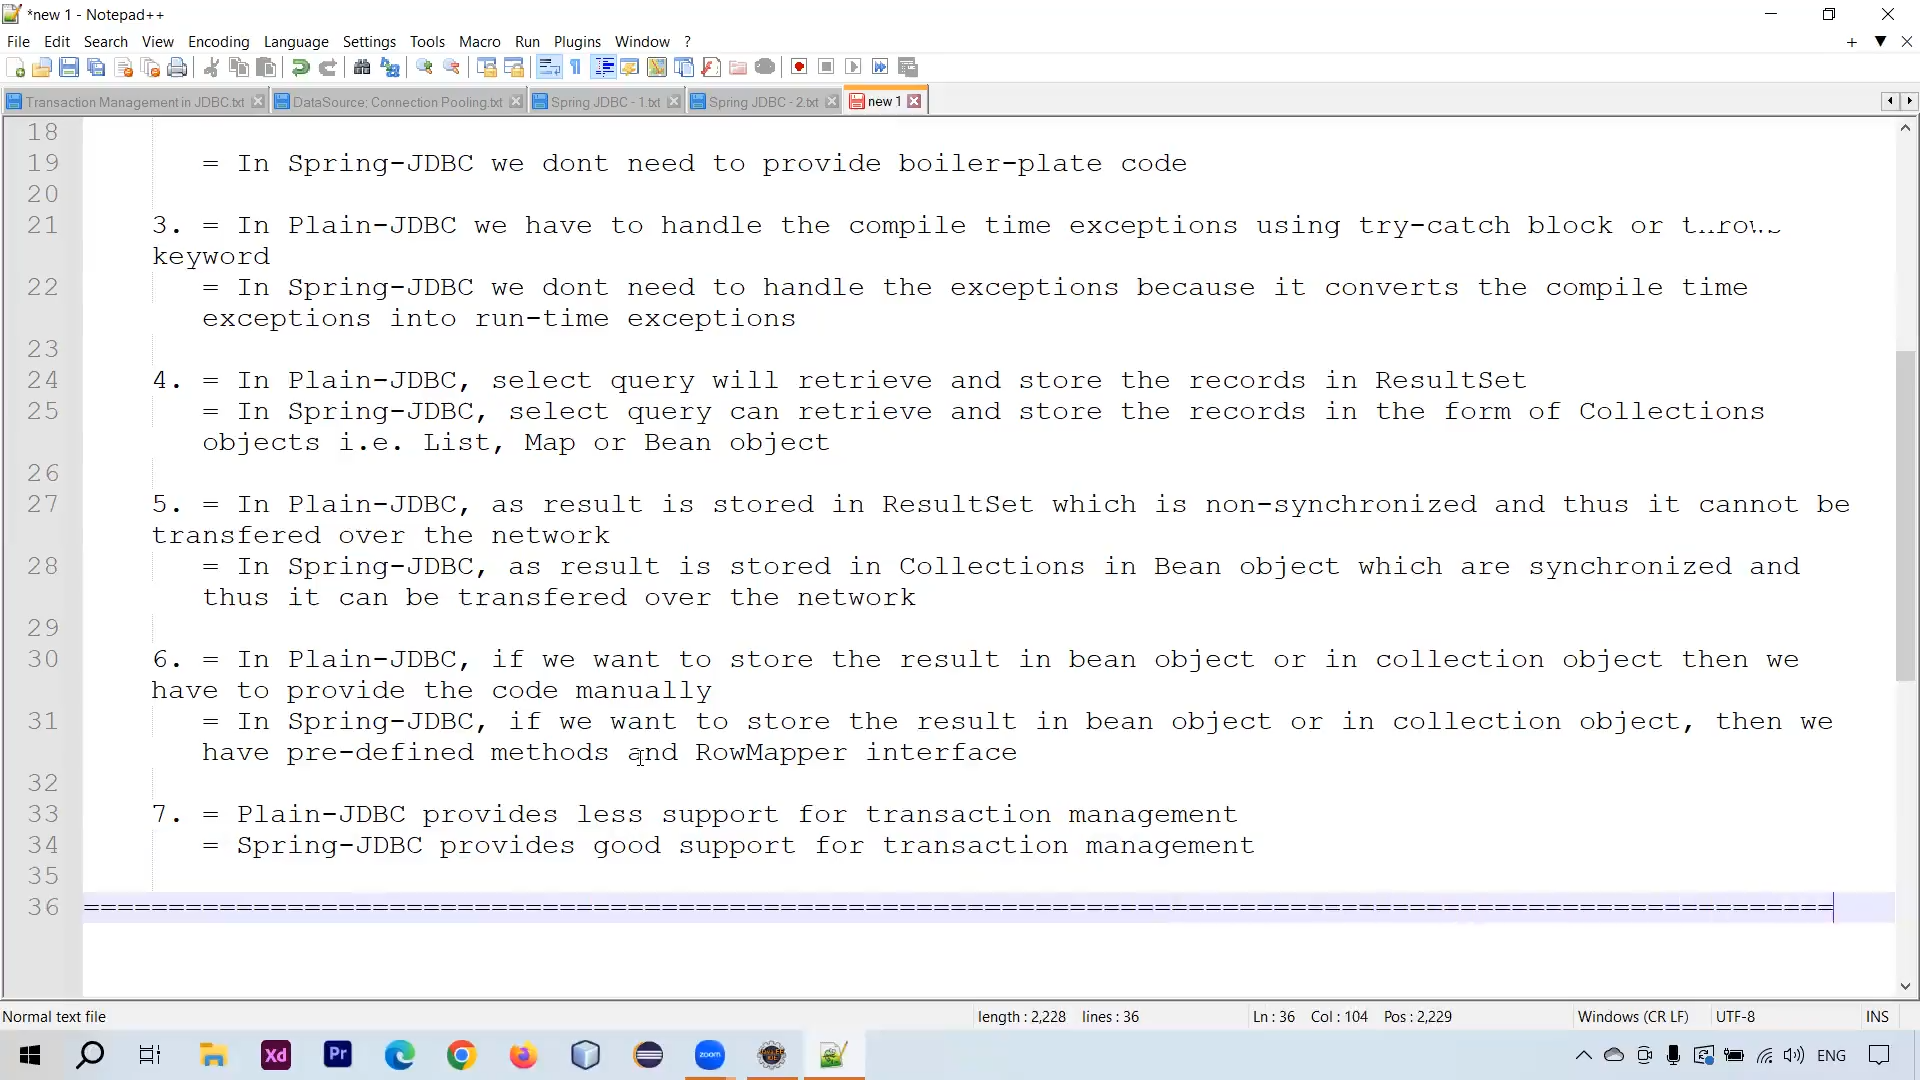 *new 1 - Notepad++
File Edit Search View Encoding Language Settings Tools Macro Run Plugins Window ?
Transaction Management in JDBC.txt DataSource; Connection Pooling.txt Spring JDBC - 1.txt Spring JDBC - 2.txt new 1
18
19 = In Spring-JDBC we dont need to provide boiler-plate code
20
21 3. = In Plain-JDBC we have to handle the compile time exceptions using try-catch block or throws
keyword
22 = In Spring-JDBC we dont need to handle the exceptions because it converts the compile time
exceptions into run-time exceptions
23
24 4. = In Plain-JDBC, select query will retrieve and store the records in ResultSet
25 = In Spring-JDBC, select query can retrieve and store the records in the form of Collections
objects i.e. List, Map or Bean object
26
27 5. = In Plain-JDBC, as result is stored in ResultSet which is non-synchronized and thus it cannot be
transfered over the network
28 = In Spring-JDBC, as result is stored in Collections in Bean object which are synchronized and
thus it can be transfered over the network
29
30 6. = In Plain-JDBC, if we want to store the result in bean object or in collection object then we
have to provide the code manually
31 = In Spring-JDBC, if we want to store the result in bean object or in collection object, then we
have pre-defined methods and RowMapper interface
32
33 7. = Plain-JDBC provides less support for transaction management
34 = Spring-JDBC provides good support for transaction management
35
36 =======================================================================================================
Normal text file length : 2,228 lines : 36 Ln : 36 Col : 104 Pos : 2,229 Windows (CR LF) UTF-8 INS
Xd Pr zoom ENG